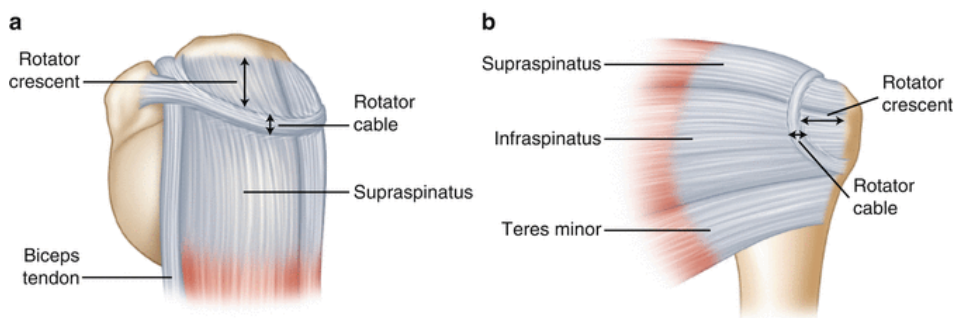 a
Rotator
crescent
Rotator
cable
Supraspinatus
Biceps
tendon
b
Supraspinatus
Rotator
crescent
Infraspinatus
Rotator
cable
Teres minor